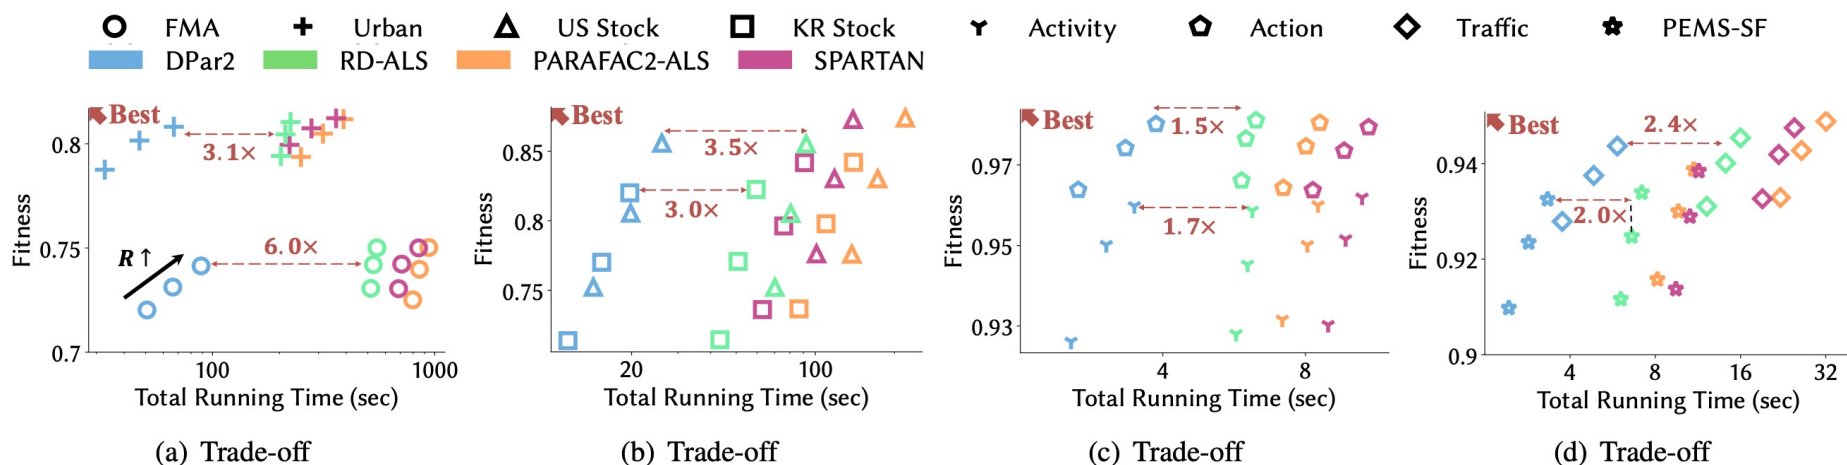 FMA Urban US Stock KR Stock Activity Action Traffic PEMS-SF
DPar2 RD-ALS PARAFAC2-ALS SPARTAN
Best
3.1×
6.0×
R ↑
Fitness
0.8
0.75
0.7
100 1000
Total Running Time (sec)
(a) Trade-off
Best
3.5×
3.0×
Fitness
0.85
0.8
0.75
20 100
Total Running Time (sec)
(b) Trade-off
Best
1.5×
1.7×
Fitness
0.97
0.95
0.93
4 8
Total Running Time (sec)
(c) Trade-off
Best
2.4×
2.0×
Fitness
0.94
0.92
0.9
4 8 16 32
Total Running Time (sec)
(d) Trade-off